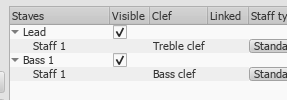 Staves Visible Clef Linked Staff ty
Lead
Staff 1 Treble clef Standa
Bass 1
Staff 1 Bass clef Standa